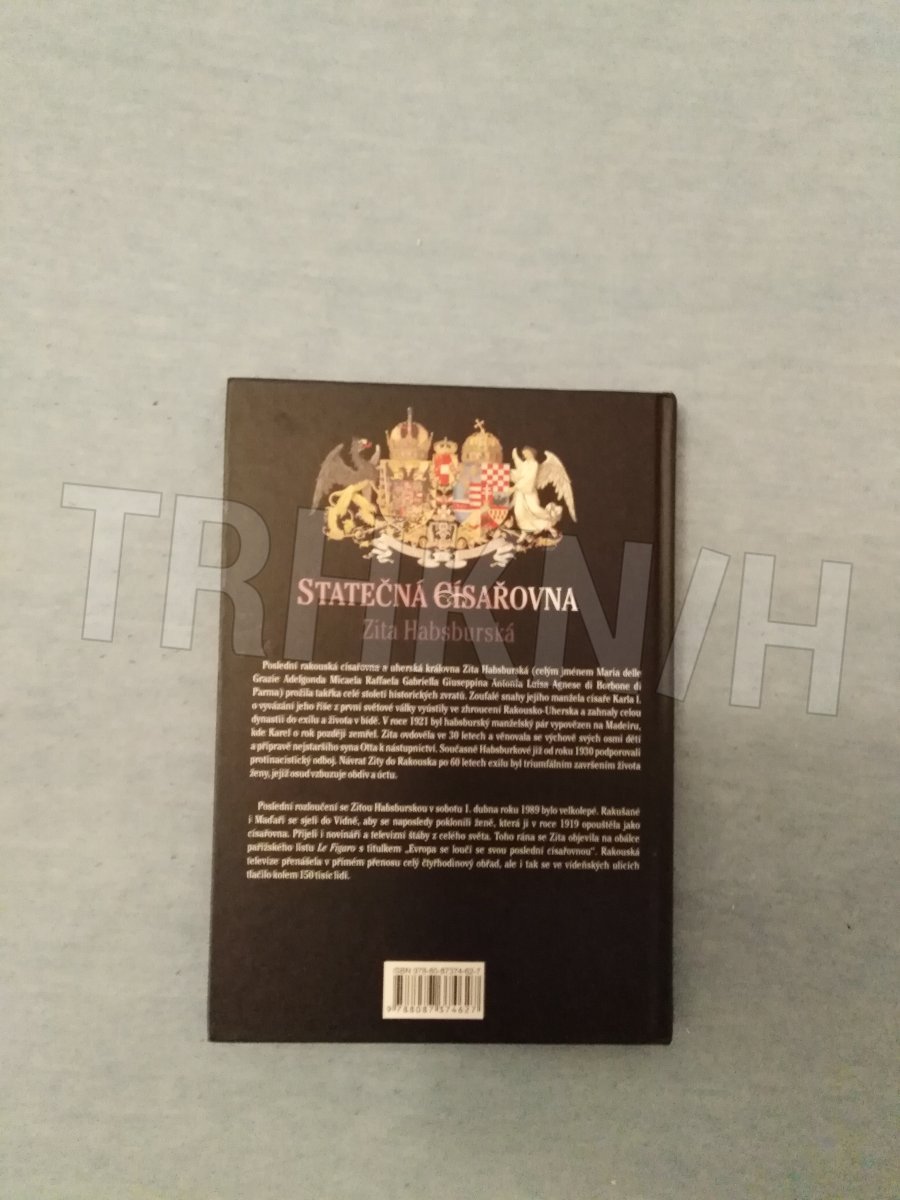 STATEČNÁ CÍSAŘOVNA
Zita Habsburská
Poslední rakouská císařovna a uherská královna Zita Habsburská (celým jménem Maria delle
Grazie Adelgonda Micaela Raffaela Gabriella Giuseppina Antonia Luisa Agnese di Borbone di
Parma) prožila takřka celé století historických zvratů. Zoufalé snahy jejího manžela císaře Karla I.
o vyvázání jeho říše z první světové války vyústily ve zhroucení Rakousko-Uherska a zahnaly celou
dynastii do exilu a života v bídě. V roce 1921 byl habsburský manželský pár vypovězen na Madeiru,
kde Karel o rok později zemřel. Zita ovdověla ve 30 letech a věnovala se výchově svých osmi dětí
a přípravě nejstaršího syna Otta k nástupnictví. Současně Habsburkové již od roku 1930 podporovali
protinacistický odboj. Návrat Zity do Rakouska po 60 letech exilu byl triumfálním završením života
ženy, jejíž osud vzbuzuje obdiv a úctu.
Poslední rozloučení se Zitou Habsburskou v sobotu 1. dubna roku 1989 bylo velkolepé. Rakušané
i Maďaři se sjeli do Vídně, aby se naposledy poklonili ženě, která ji v roce 1919 opouštěla jako
císařovna. Přijeli i novináři a televizní štáby z celého světa. Toho rána se Zita objevila na obálce
pařížského listu Le Figaro s titulkem „Evropa se loučí se svou poslední císařovnou“. Rakouská
televize přenášela v přímém přenosu celý čtyřhodinový obřad, ale i tak se ve vídeňských ulicích
tlačilo kolem 150 tisíc lidí.
ISBN 978-80-87374-62-7
9788087374627
TRHKNIH